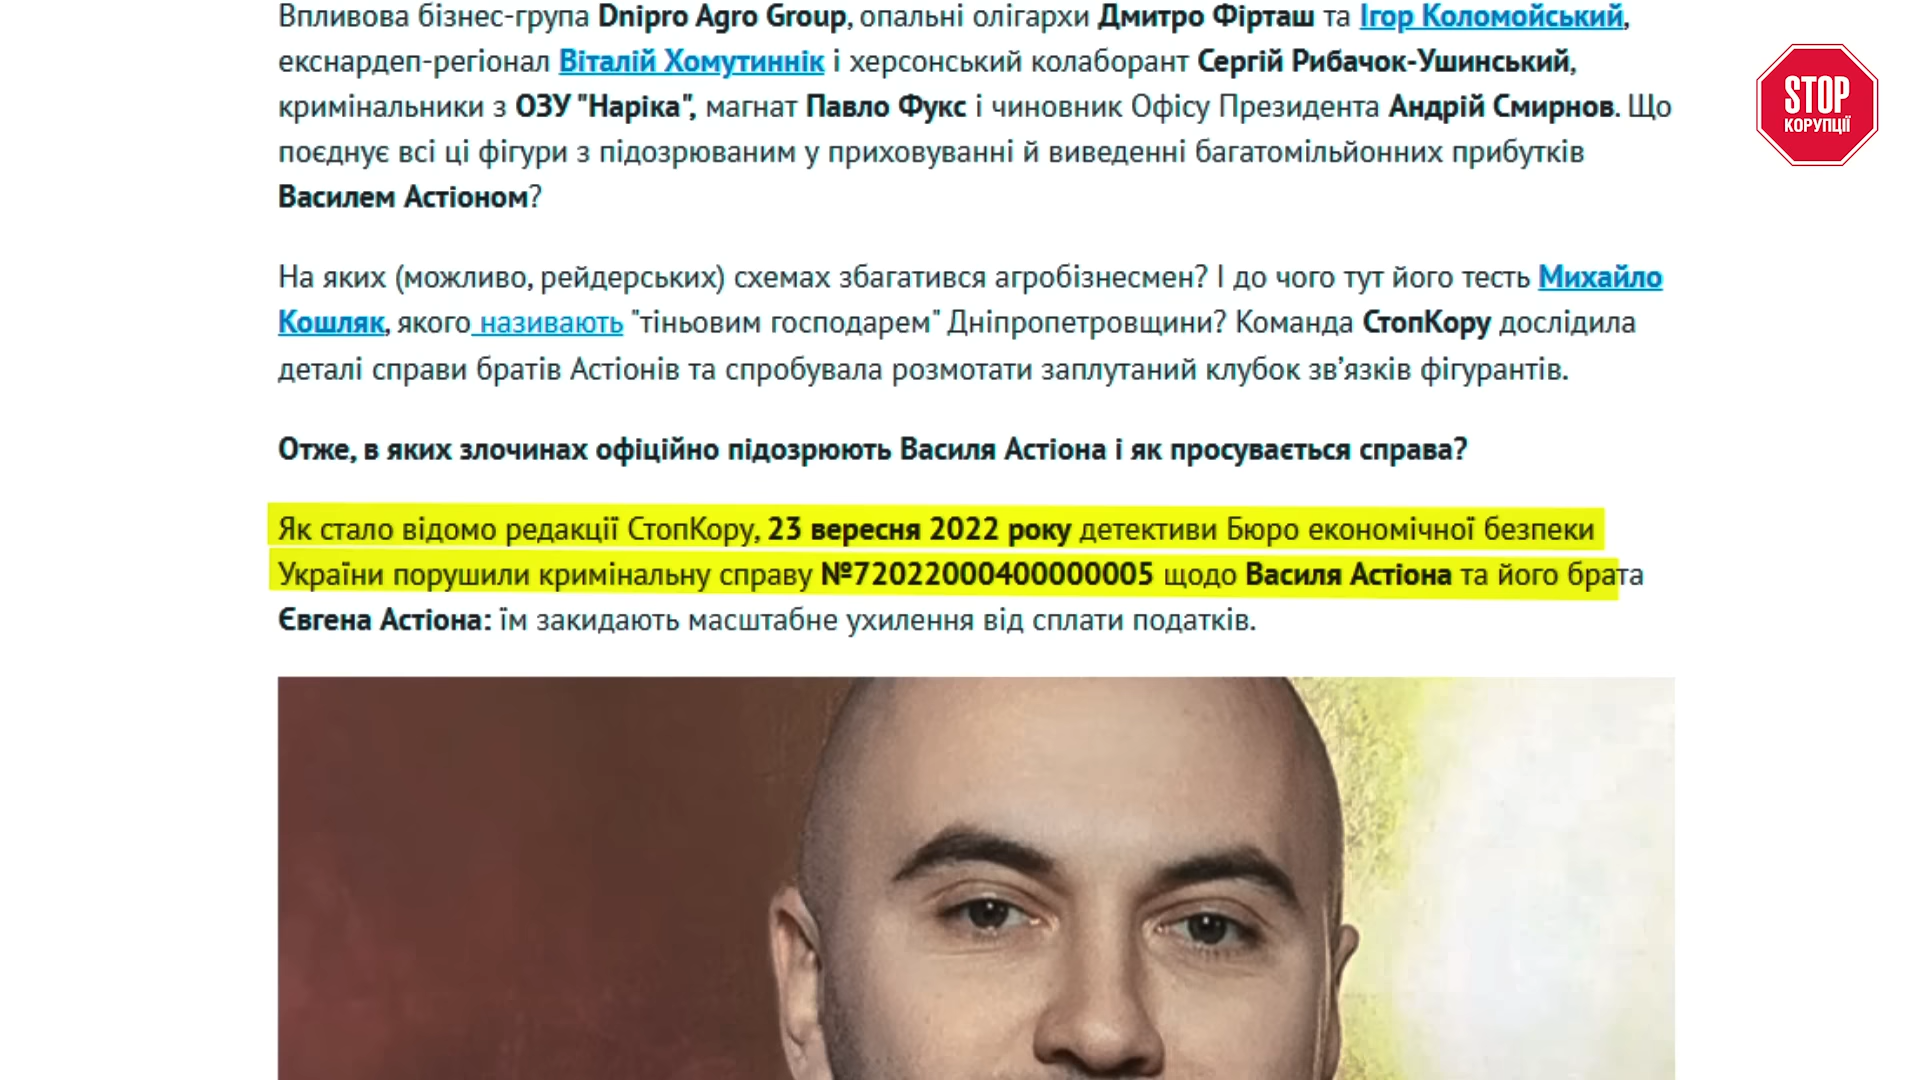 Впливова бізнес-група Dnipro Agro Group, опальні олігархи Дмитро Фірташ та Ігор Коломойський,
екснардеп-регіонал Віталій Хомутиннік і херсонський колаборант Сергій Рибачок-Ушинський,
кримінальники з ОЗУ "Наріка", магнат Павло Фукс і чиновник Офісу Президента Андрій Смирнов. Що
поєднує всі ці фігури з підозрюваним у приховуванні й виведенні багатомільйонних прибутків
Василем Астіоном?
На яких (можливо, рейдерських) схемах збагатився агробізнесмен? І до чого тут його тесть Михайло
Кошляк, якого називають "тіньовим господарем" Дніпропетровщини? Команда СтопКору дослідила
деталі справи братів Астіонів та спробувала розмотати заплутаний клубок зв’язків фігурантів.
Отже, в яких злочинах офіційно підозрюють Василя Астіона і як просувається справа?
Як стало відомо редакції СтопКору, 23 вересня 2022 року детективи Бюро економічної безпеки
України порушили кримінальну справу №72022000400000005 щодо Василя Астіона та його брата
Євгена Астіона: їм закидають масштабне ухилення від сплати податків.
STOP
КОРУПЦІЇ